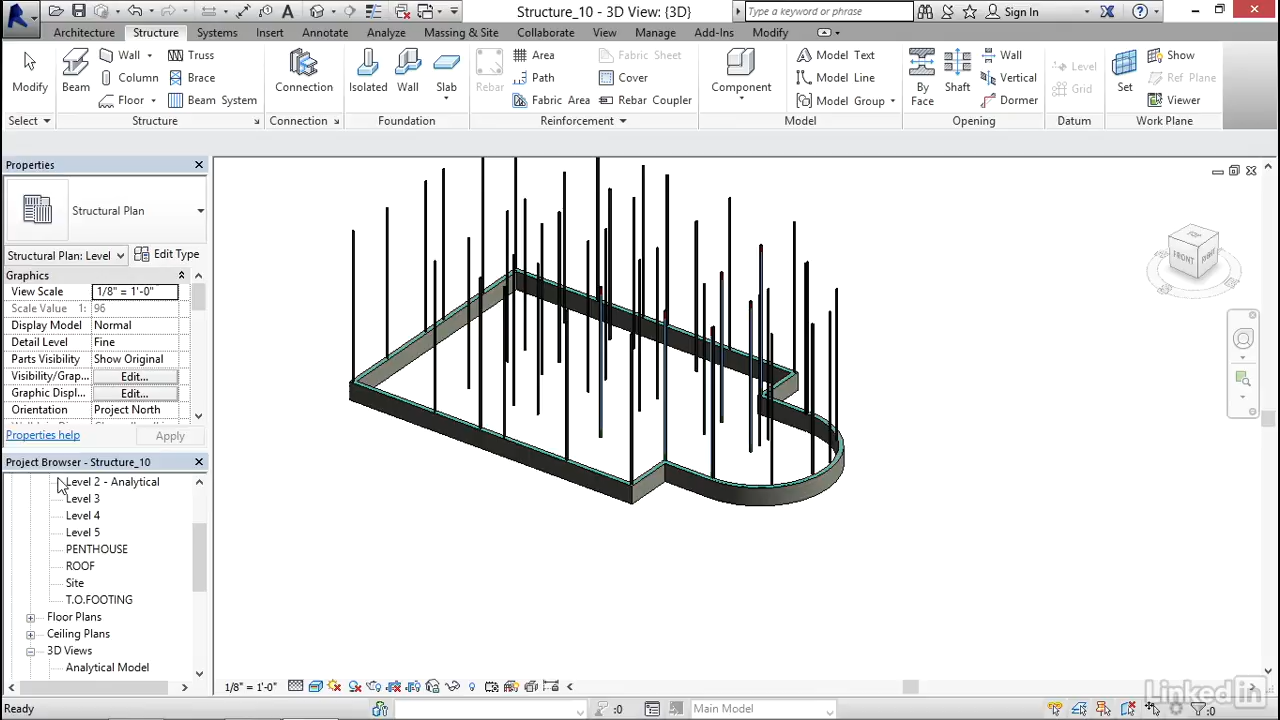 Structure_10 - 3D View: {3D}
Type a keyword or phrase
Sign In
Architecture Structure Systems Insert Annotate Analyze Massing & Site Collaborate View Manage Add-Ins Modify
Modify
Beam
Wall
Column
Floor
Truss
Brace
Beam System
Connection
Isolated
Wall
Slab
Rebar
Area
Path
Fabric Area
Fabric Sheet
Cover
Rebar Coupler
Component
Model Text
Model Line
Model Group
By
Face
Shaft
Wall
Vertical
Dormer
Level
Grid
Set
Show
Ref Plane
Viewer
Select Structure Connection Foundation Reinforcement Model Opening Datum Work Plane
Properties
Structural Plan
Structural Plan: Level
Edit Type
Graphics
View Scale 1/8" = 1'-0"
Scale Value 1: 96
Display Model Normal
Detail Level Fine
Parts Visibility Show Original
Visibility/Grap... Edit...
Graphic Displ... Edit...
Orientation Project North
Properties help
Apply
Project Browser - Structure_10
Level 2 - Analytical
Level 3
Level 4
Level 5
PENTHOUSE
ROOF
Site
T.O.FOOTING
Floor Plans
Ceiling Plans
3D Views
Analytical Model
TOP
FRONT
RIGHT
1/8" = 1'-0"
Ready
:0
Main Model
:0
Linked in